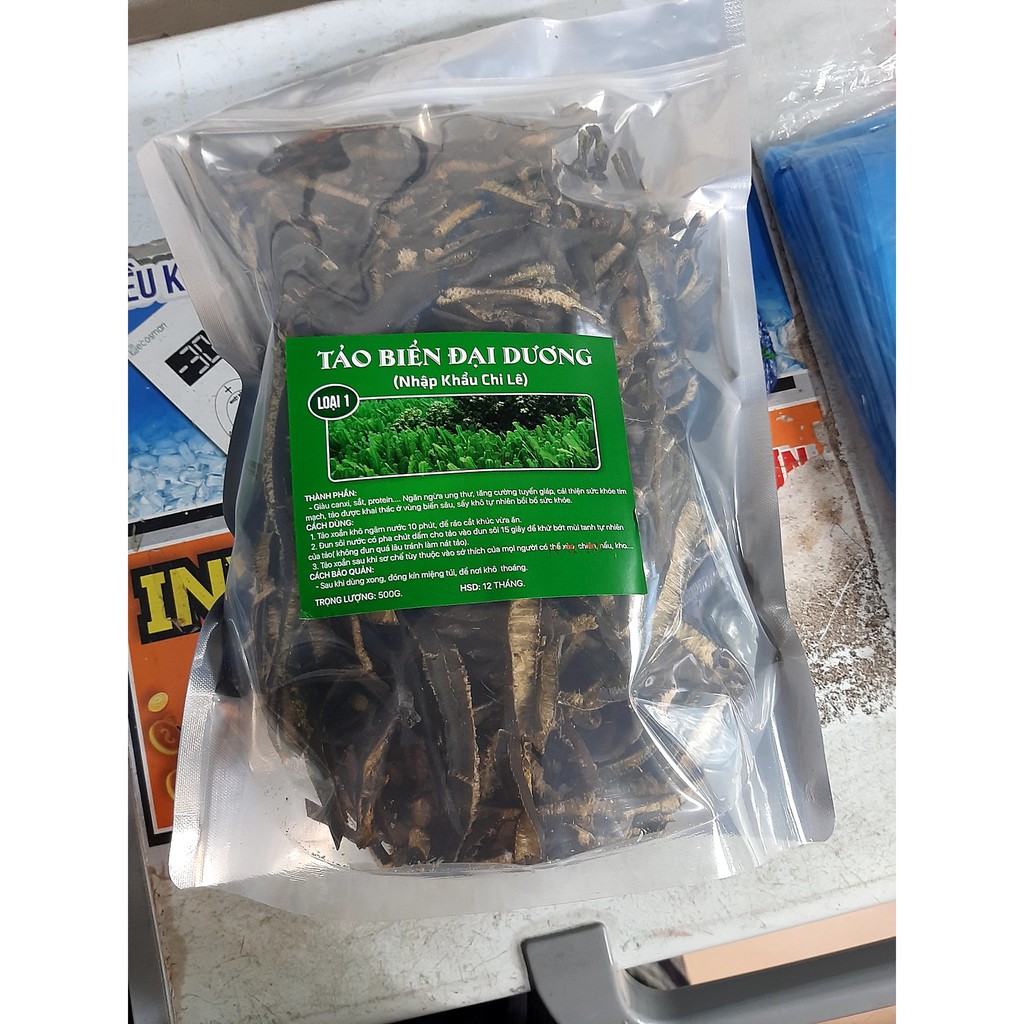 TẢO BIỂN ĐẠI DƯƠNG
(Nhập Khẩu Chi Lê)
LOẠI 1
THÀNH PHẦN:
- Giàu canxi, sắt, protein.... Ngăn ngừa ung thư, tăng cường tuyến giáp, cải thiện sức khỏe tim
mạch, tảo được khai thác ở vùng biển sâu, sấy khô tự nhiên bồi bổ sức khỏe.
CÁCH DÙNG:
1. Tảo xoắn khô ngâm nước 10 phút, để ráo cắt khúc vừa ăn.
2. Đun sôi nước có pha chút dấm cho tảo vào đun sôi 15 giây để khử bớt mùi tanh tự nhiên
của tảo( không đun quá lâu tránh làm nát tảo).
3. Tảo xoắn sau khi sơ chế tùy thuộc vào sở thích của mọi người có thể xào, chiên, nấu, kho....
CÁCH BẢO QUẢN:
- Sau khi dùng xong, đóng kín miệng túi, để nơi khô thoáng.
TRỌNG LƯỢNG: 500G. HSD: 12 THÁNG.
ỀU K
ecosman
-30
IN